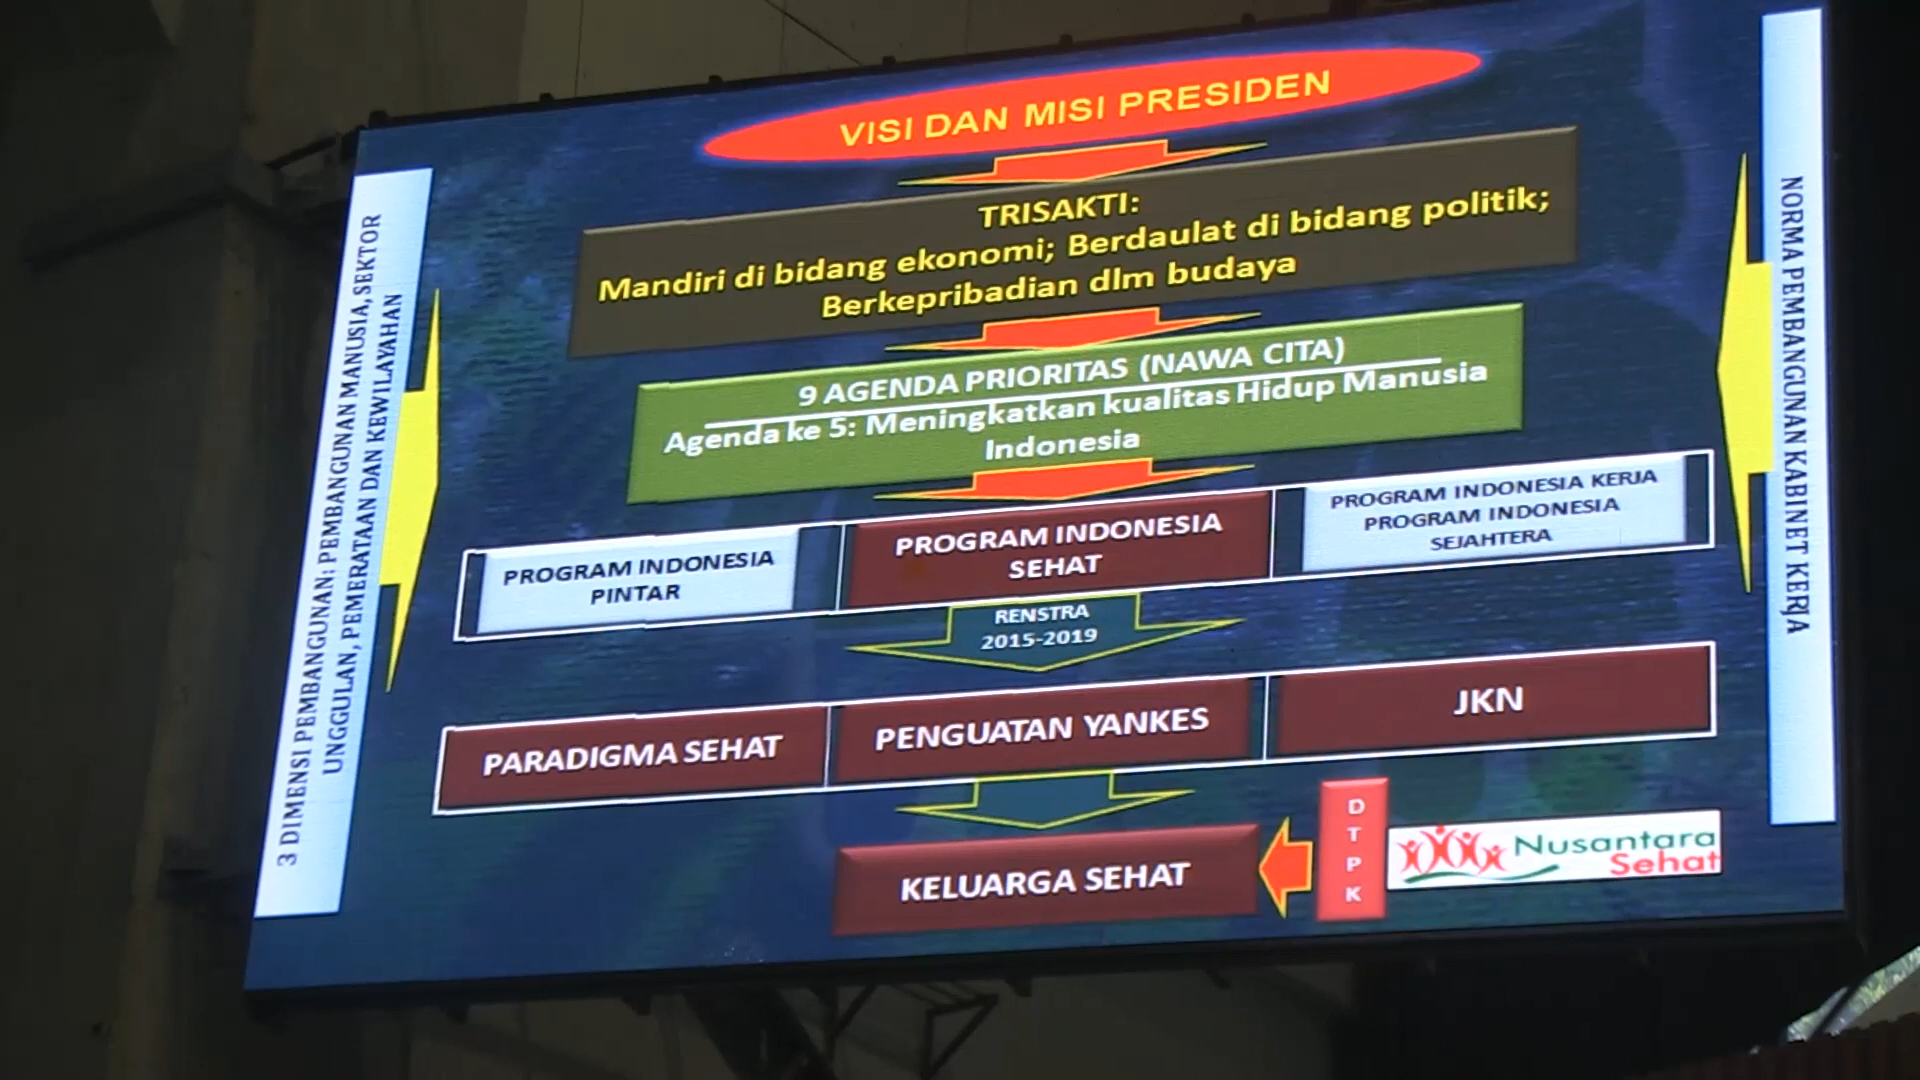 VISI DAN MISI PRESIDEN
TRISAKTI:
Mandiri di bidang ekonomi; Berdaulat di bidang politik;
Berkepribadian dlm budaya
9 AGENDA PRIORITAS (NAWA CITA)
Agenda ke 5: Meningkatkan kualitas Hidup Manusia
Indonesia
PROGRAM INDONESIA
PINTAR
PROGRAM INDONESIA
SEHAT
PROGRAM INDONESIA KERJA
PROGRAM INDONESIA
SEJAHTERA
RENSTRA
2015-2019
PARADIGMA SEHAT
PENGUATAN YANKES
JKN
KELUARGA SEHAT
D
T
P
K
Nusantara
Sehat
3 DIMENSI PEMBANGUNAN: PEMBANGUNAN MANUSIA, SEKTOR
UNGGULAN, PEMERATAAN DAN KEWILAYAHAN
NORMA PEMBANGUNAN KABINET KERJA